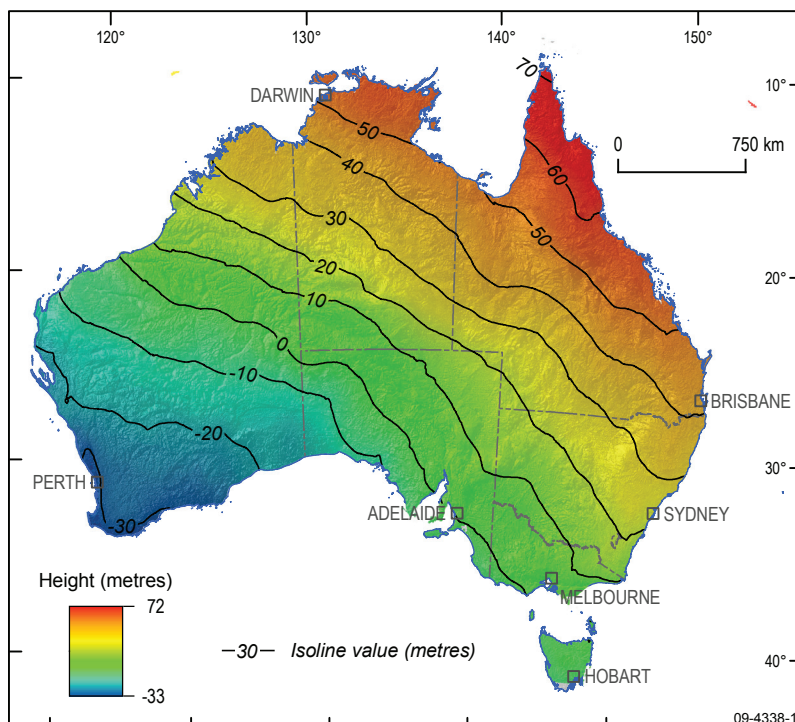 120° 130° 140° 150°
70
10°
DARWIN
50
0 750 km
40
60
30
50
20
20°
10
0
-10
BRISBANE
-20
30°
PERTH
ADELAIDE
SYDNEY
-30
Height (metres)
MELBOURNE
72
30 Isoline value (metres)
40°
HOBART
-33
09-4338-1